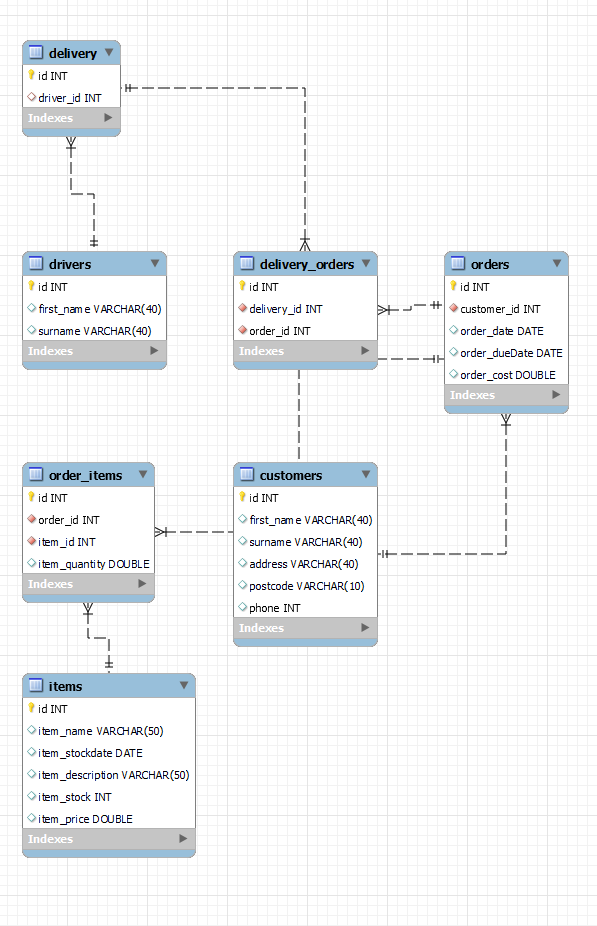 delivery
id INT
driver_id INT
Indexes
drivers
id INT
first_name VARCHAR(40)
surname VARCHAR(40)
Indexes
delivery_orders
id INT
delivery_id INT
order_id INT
Indexes
orders
id INT
customer_id INT
order_date DATE
order_dueDate DATE
order_cost DOUBLE
Indexes
order_items
id INT
order_id INT
item_id INT
item_quantity DOUBLE
Indexes
customers
id INT
first_name VARCHAR(40)
surname VARCHAR(40)
address VARCHAR(40)
postcode VARCHAR(10)
phone INT
Indexes
items
id INT
item_name VARCHAR(50)
item_stockdate DATE
item_description VARCHAR(50)
item_stock INT
item_price DOUBLE
Indexes